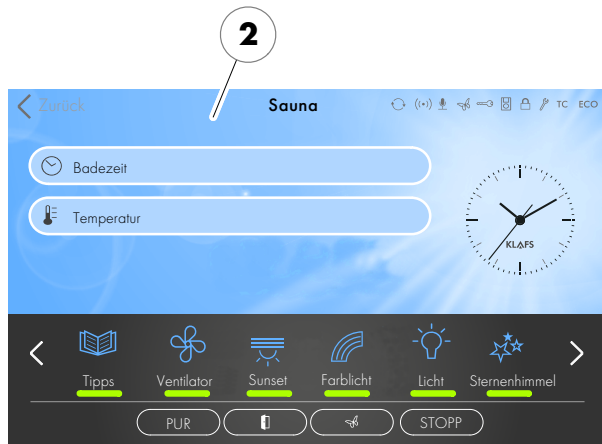 2
Zurück Sauna TC ECO
Badezeit
Temperatur
KLAFS
Tipps Ventilator Sunset Farblicht Licht Sternenhimmel
PUR STOPP